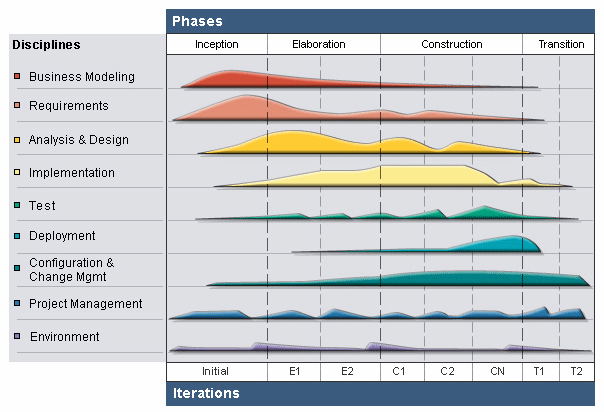 Phases
Disciplines
Inception Elaboration Construction Transition
Business Modeling
Requirements
Analysis & Design
Implementation
Test
Deployment
Configuration &
Change Mgmt
Project Management
Environment
Initial E1 E2 C1 C2 CN T1 T2
Iterations